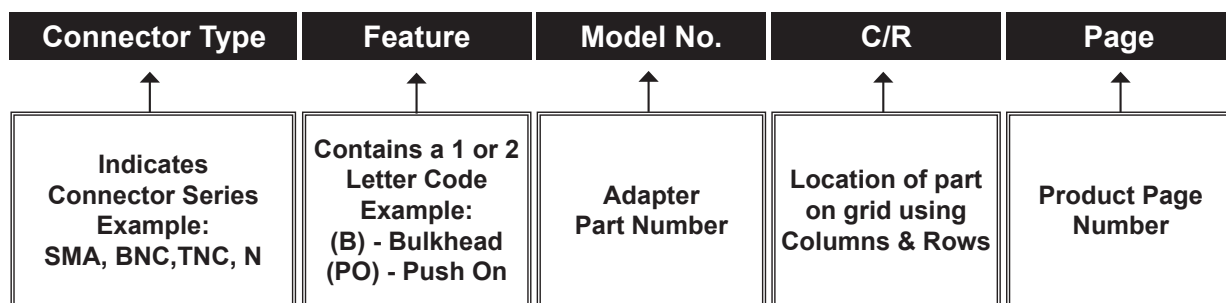 Connector Type
Feature
Model No.
C/R
Page
Indicates
Connector Series
Example:
SMA, BNC,TNC, N
Contains a 1 or 2
Letter Code
Example:
(B) - Bulkhead
(PO) - Push On
Adapter
Part Number
Location of part
on grid using
Columns & Rows
Product Page
Number